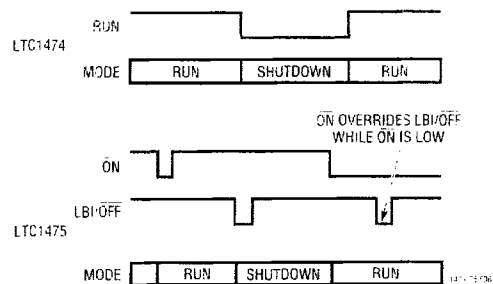 RUN
LTC1474
MODE RUN SHUTDOWN RUN
ON OVERRIDES LBI/OFF
WHILE ON IS LOW
ON
LBI/OFF
LTC1475
MODE RUN SHUTDOWN RUN